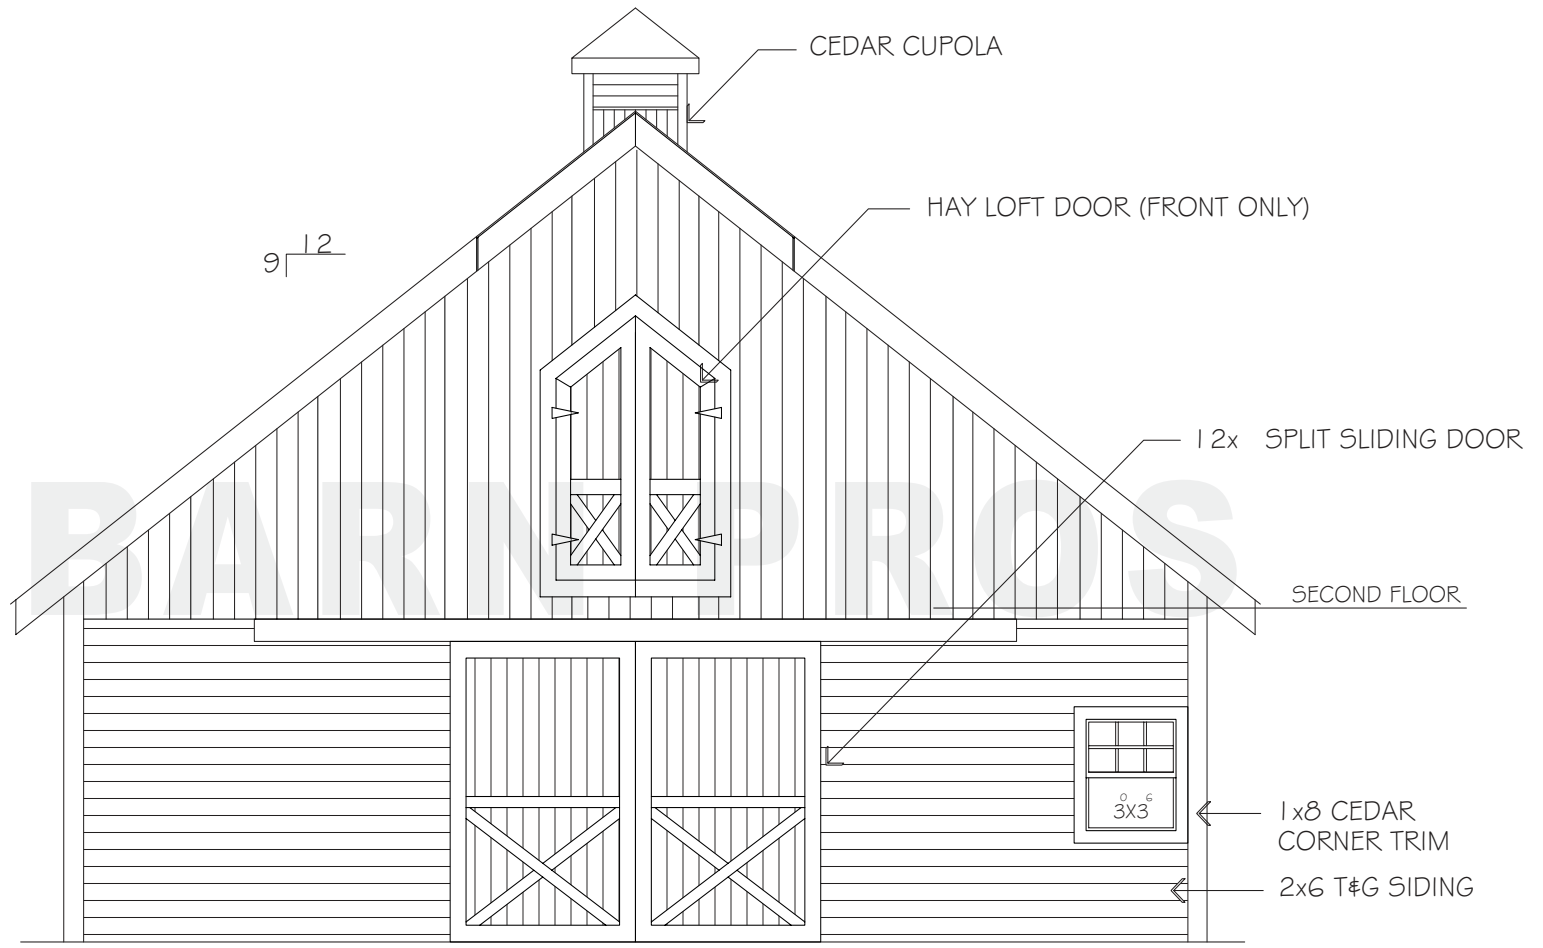 CEDAR CUPOLA
HAY LOFT DOOR (FRONT ONLY)
12
9
12x SPLIT SLIDING DOOR
BARN PROS
SECOND FLOOR
3⁰X3⁶
1x8 CEDAR
CORNER TRIM
2x6 T&G SIDING